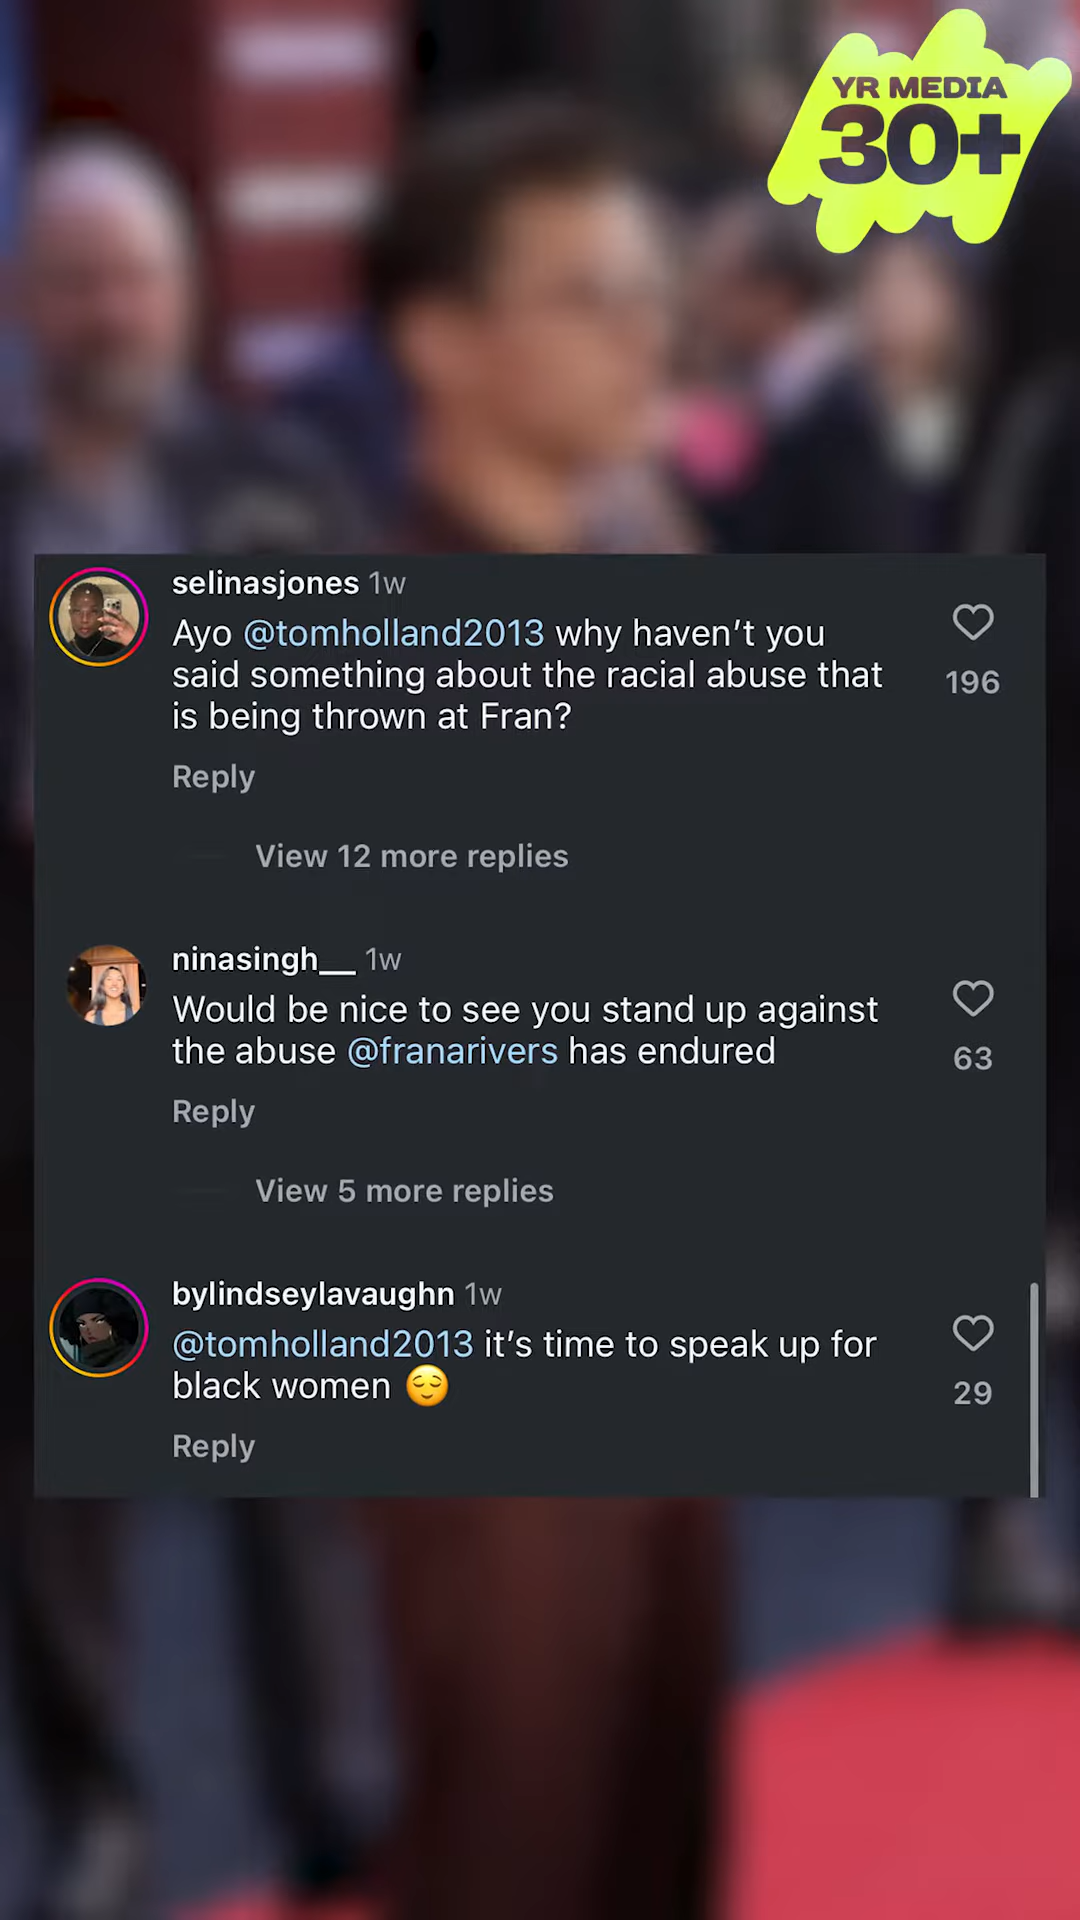 YR MEDIA
30+
selinasjones 1w
Ayo @tomholland2013 why haven’t you
said something about the racial abuse that
is being thrown at Fran?
196
Reply
View 12 more replies
ninasingh__ 1w
Would be nice to see you stand up against
the abuse @franarivers has endured
63
Reply
View 5 more replies
bylindseylavaughn 1w
@tomholland2013 it’s time to speak up for
black women 😌
29
Reply